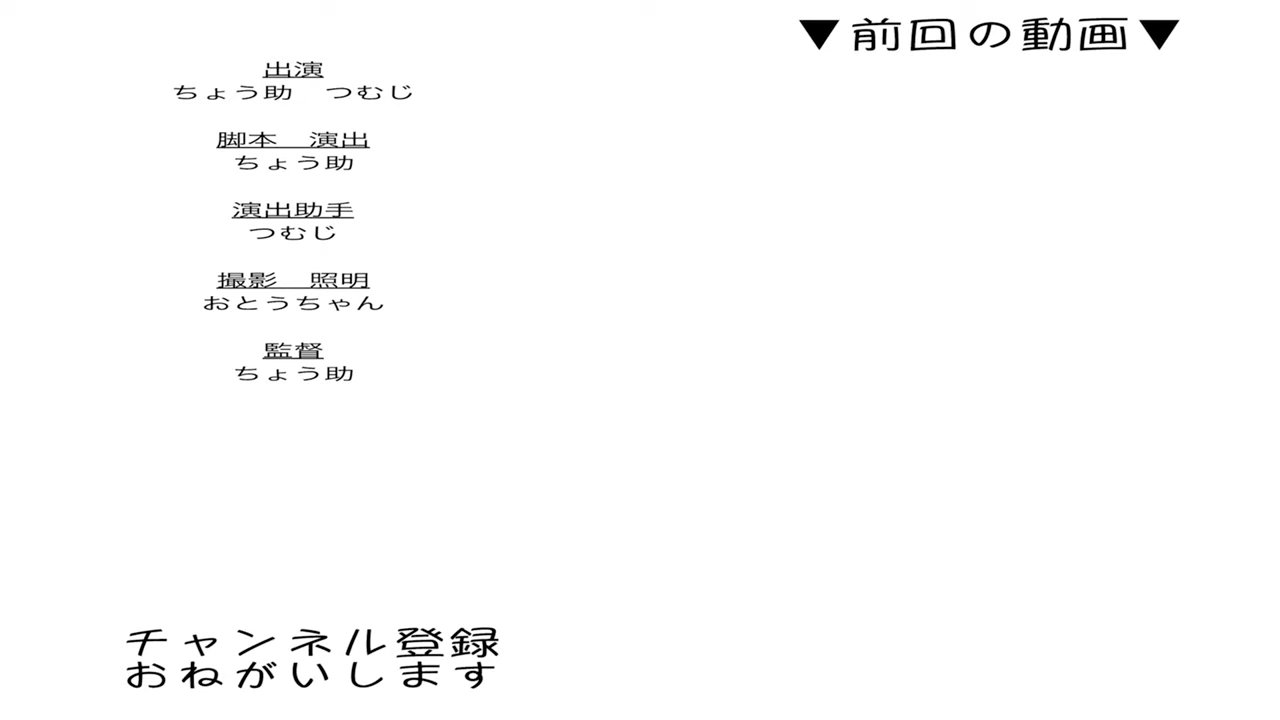 ▼前回の動画▼
出演
ちょう助　つむじ
脚本　演出
ちょう助
演出助手
つむじ
撮影　照明
おとうちゃん
監督
ちょう助
チャンネル登録
おねがいします